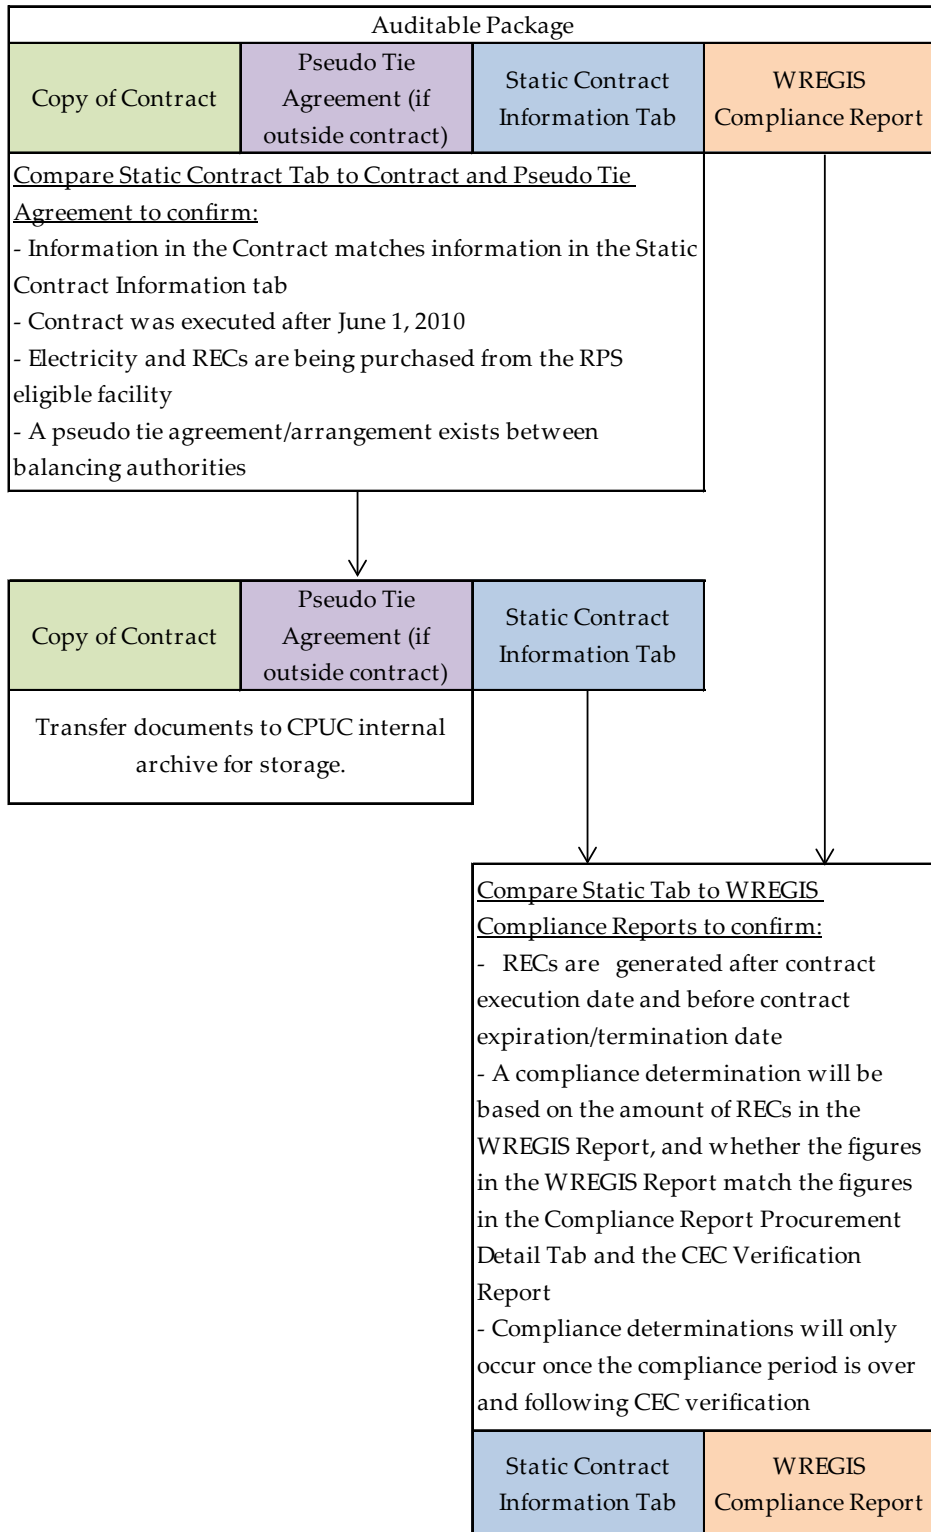 Auditable Package
Copy of Contract
Pseudo Tie
Agreement (if
outside contract)
Static Contract
Information Tab
WREGIS
Compliance Report
Compare Static Contract Tab to Contract and Pseudo Tie
Agreement to confirm:
- Information in the Contract matches information in the Static
Contract Information tab
- Contract was executed after June 1, 2010
- Electricity and RECs are being purchased from the RPS
eligible facility
- A pseudo tie agreement/arrangement exists between
balancing authorities
Copy of Contract
Pseudo Tie
Agreement (if
outside contract)
Static Contract
Information Tab
Transfer documents to CPUC internal
archive for storage.
Compare Static Tab to WREGIS
Compliance Reports to confirm:
- RECs are generated after contract
execution date and before contract
expiration/termination date
- A compliance determination will be
based on the amount of RECs in the
WREGIS Report, and whether the figures
in the WREGIS Report match the figures
in the Compliance Report Procurement
Detail Tab and the CEC Verification
Report
- Compliance determinations will only
occur once the compliance period is over
and following CEC verification
Static Contract
Information Tab
WREGIS
Compliance Report